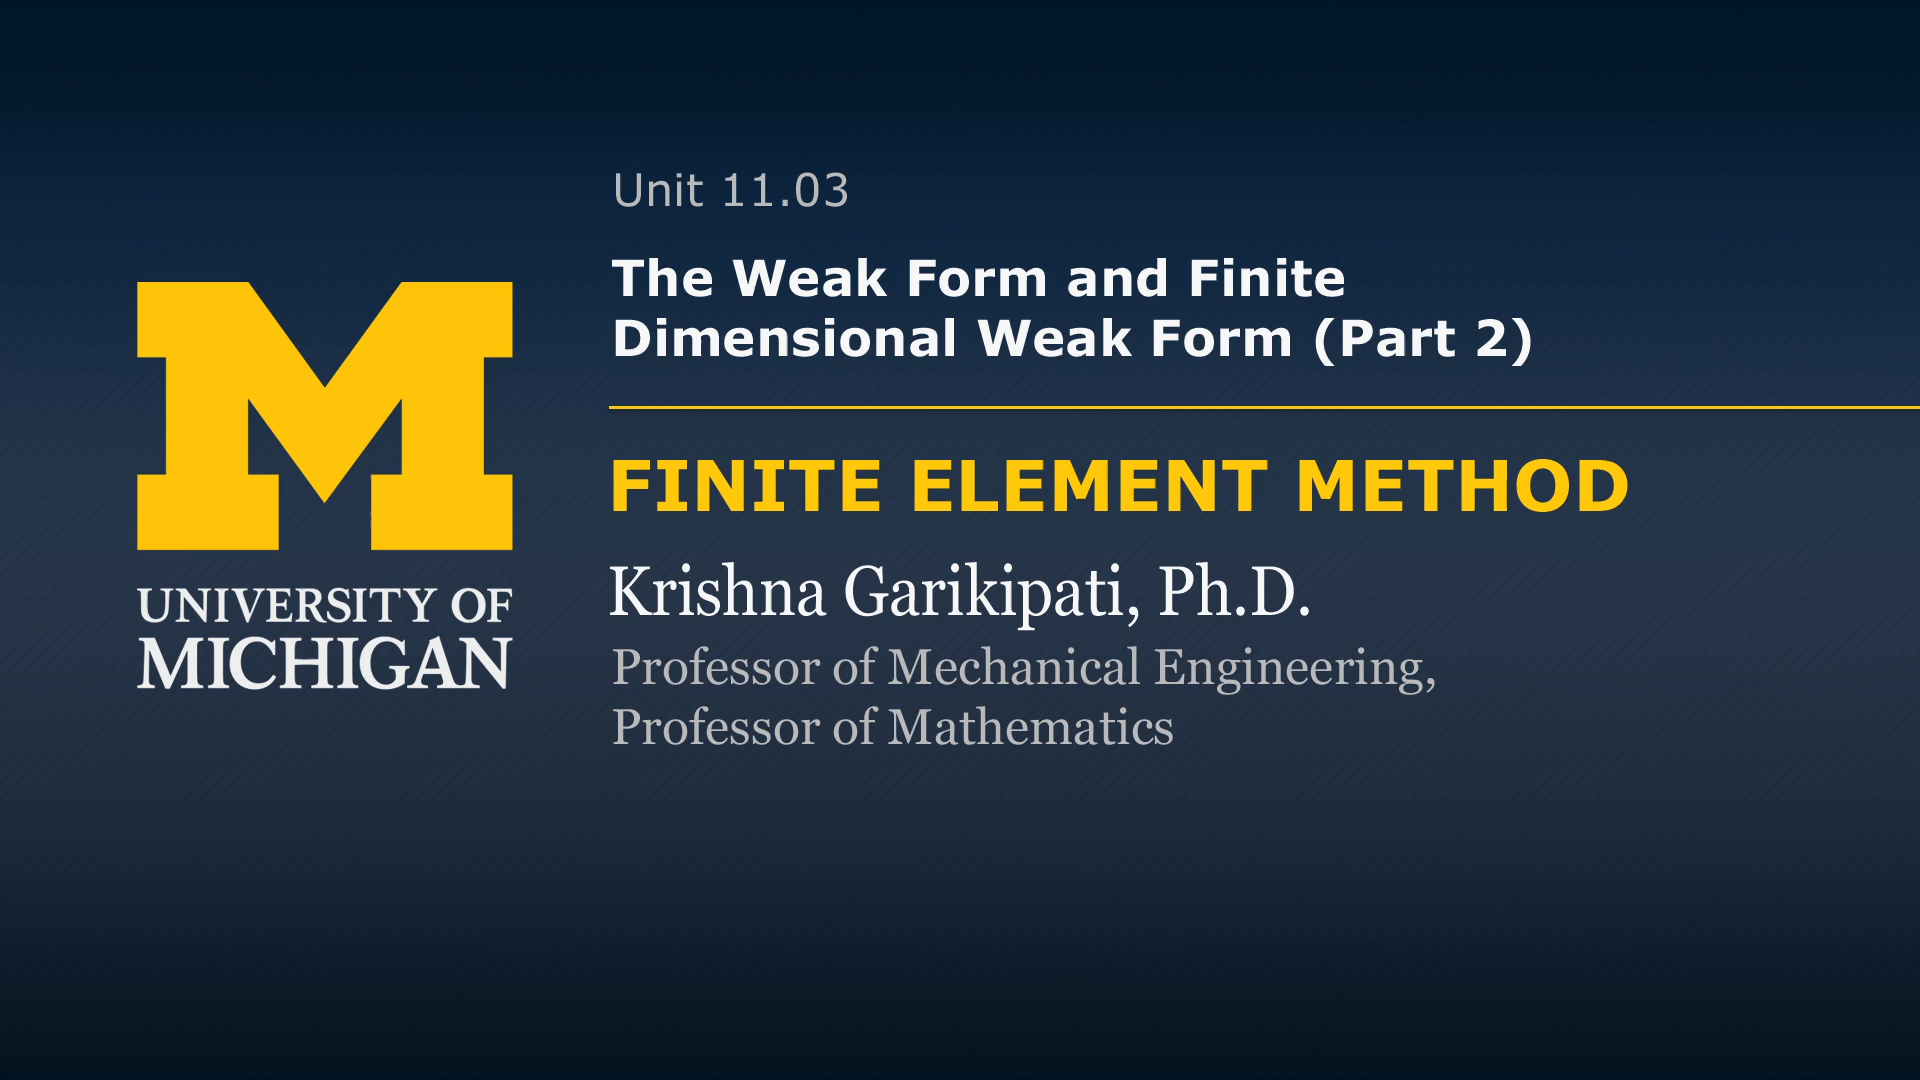 Unit 11.03
The Weak Form and Finite
Dimensional Weak Form (Part 2)
FINITE ELEMENT METHOD
Krishna Garikipati, Ph.D.
Professor of Mechanical Engineering,
Professor of Mathematics
M
UNIVERSITY OF
MICHIGAN